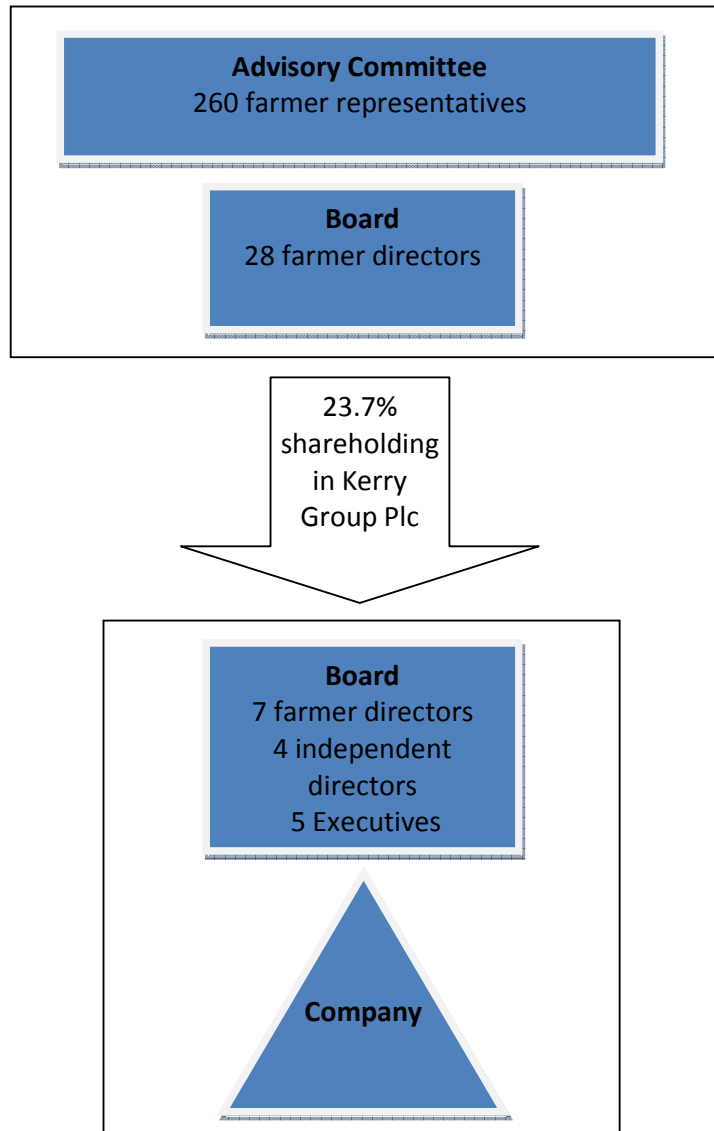 Advisory Committee
260 farmer representatives
Board
28 farmer directors
23.7%
shareholding
in Kerry
Group Plc
Board
7 farmer directors
4 independent
directors
5 Executives
Company